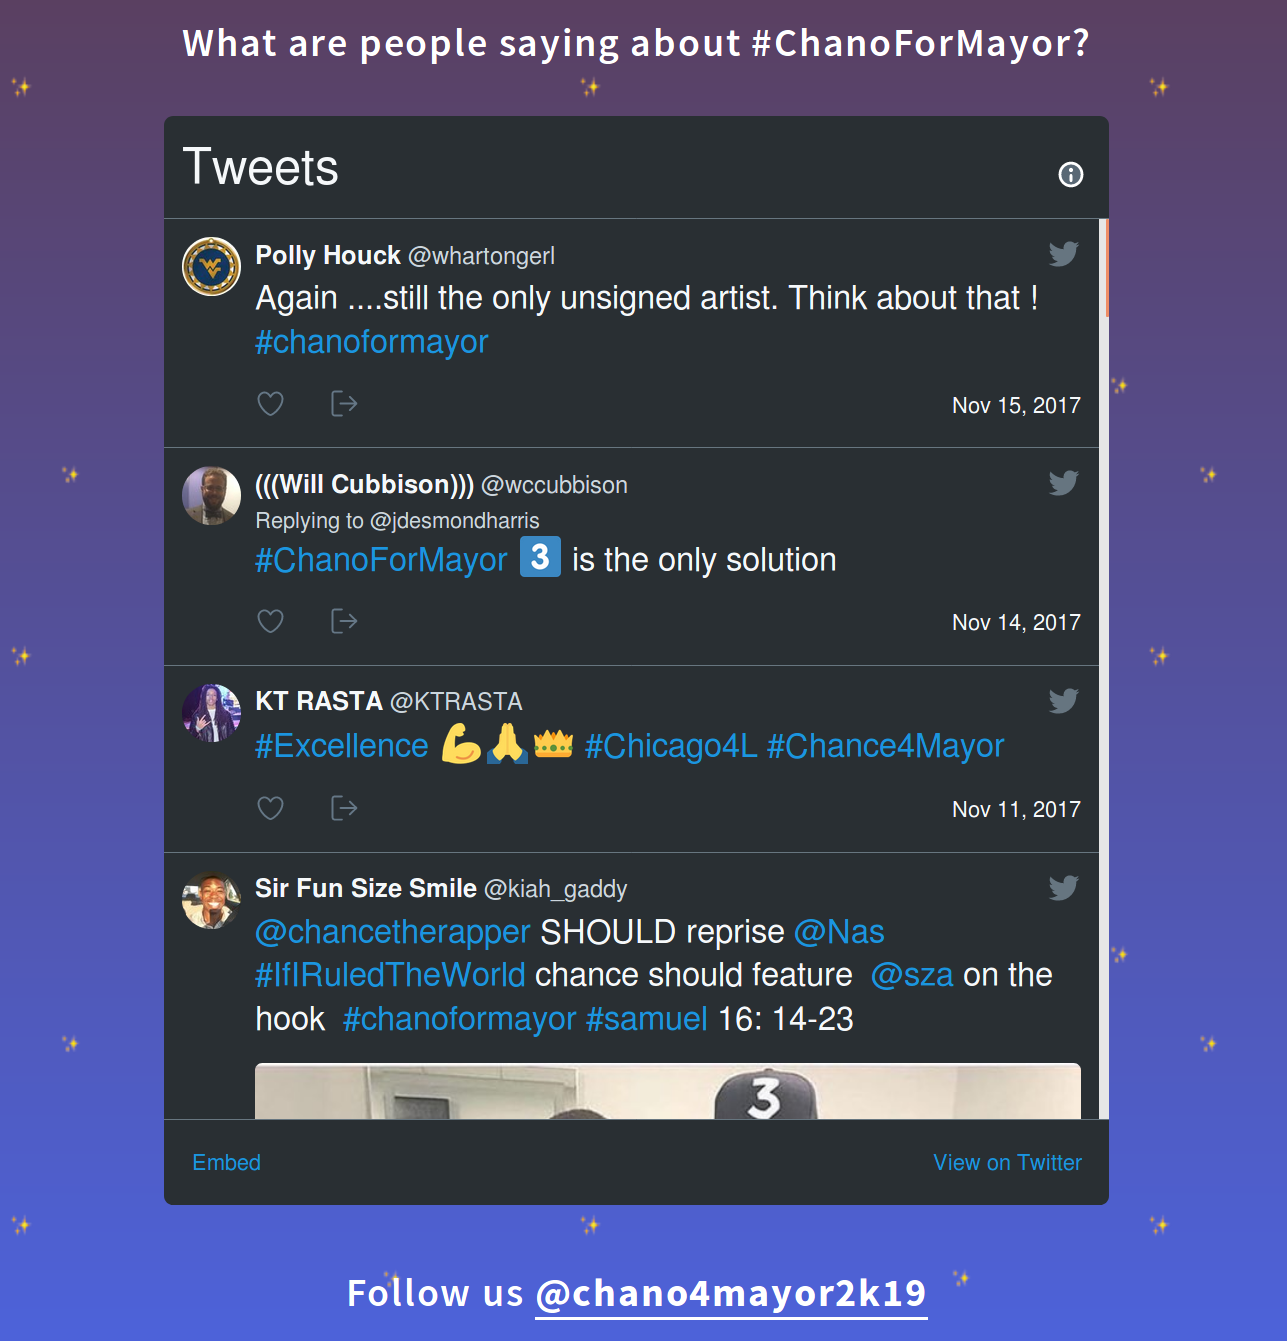 What are people saying about #ChanoForMayor?
Tweets
Polly Houck @whartongerl
Again ....still the only unsigned artist. Think about that !
#chanoformayor
Nov 15, 2017
(((Will Cubbison))) @wccubbison
Replying to @jdesmondharris
#ChanoForMayor 3️⃣ is the only solution
Nov 14, 2017
KT RASTA @KTRASTA
#Excellence 💪🙏👑 #Chicago4L #Chance4Mayor
Nov 11, 2017
Sir Fun Size Smile @kiah_gaddy
@chancetherapper SHOULD reprise @Nas
#IfIRuledTheWorld chance should feature @sza on the
hook #chanoformayor #samuel 16: 14-23
3
Embed
View on Twitter
Follow us @chano4mayor2k19